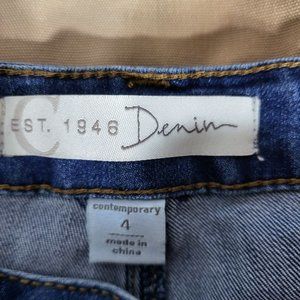 C
EST. 1946 Denim
contemporary
4
made in
china